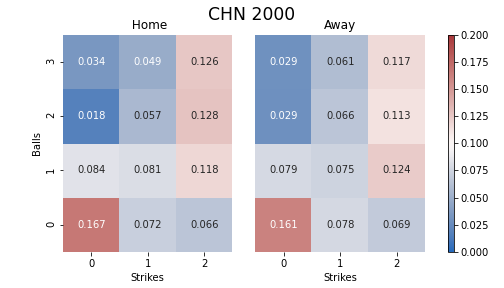 CHN 2000
Home
Away
Balls
3
0.034 0.049 0.126
0.029 0.061 0.117
2
0.018 0.057 0.128
0.029 0.066 0.113
1
0.084 0.081 0.118
0.079 0.075 0.124
0
0.167 0.072 0.066
0.161 0.078 0.069
0 1 2
0 1 2
Strikes
Strikes
0.200
0.175
0.150
0.125
0.100
0.075
0.050
0.025
0.000